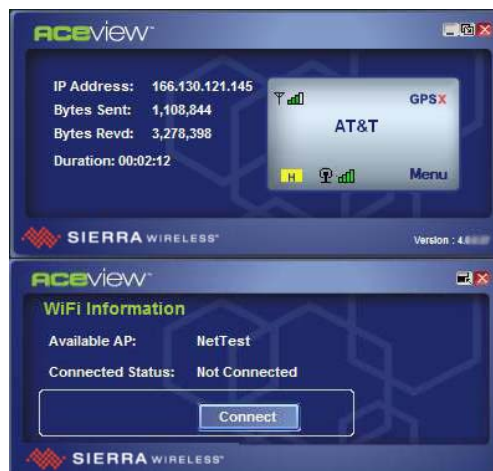 ACEview
IP Address: 166.130.121.145
Bytes Sent: 1,108,844
Bytes Revd: 3,278,398
Duration: 00:02:12
GPSX
AT&T
H
Menu
SIERRA WIRELESS
Version : 4.0
ACEview
WiFi Information
Available AP: NetTest
Connected Status: Not Connected
Connect
SIERRA WIRELESS